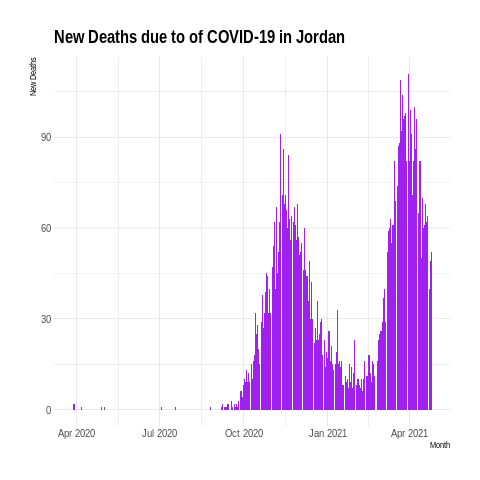 New Deaths due to of COVID-19 in Jordan
New Deaths
90
60
30
0
Apr 2020 Jul 2020 Oct 2020 Jan 2021 Apr 2021
Month